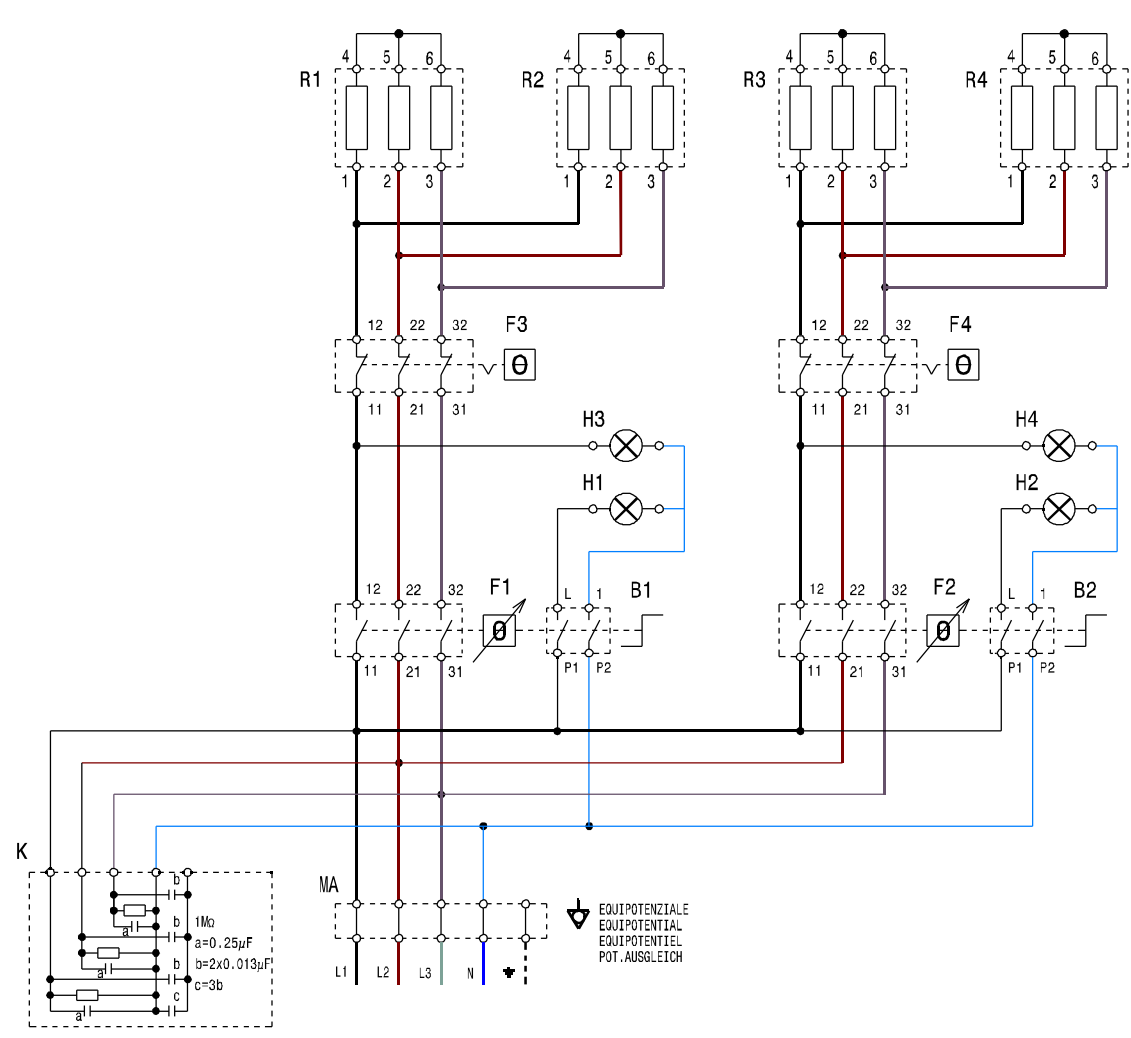 4 5 6 4 5 6 4 5 6 4 5 6
R1 R2 R3 R4
1 2 3 1 2 3 1 2 3 1 2 3
12 22 32 F3 12 22 32 F4
θ θ
11 21 31 11 21 31
H3 H4
H1 H2
12 22 32 F1 L 1 B1 12 22 32 F2 L 1 B2
θ θ
11 21 31 P1 P2 11 21 31 P1 P2
K
MA
b
a
b 1MΩ
a=0.25µF
b b=2x0.013µF
a
c=3b
c
a
EQUIPOTENZIALE
EQUIPOTENTIAL
EQUIPOTENTIEL
POT.AUSGLEICH
L1 L2 L3 N